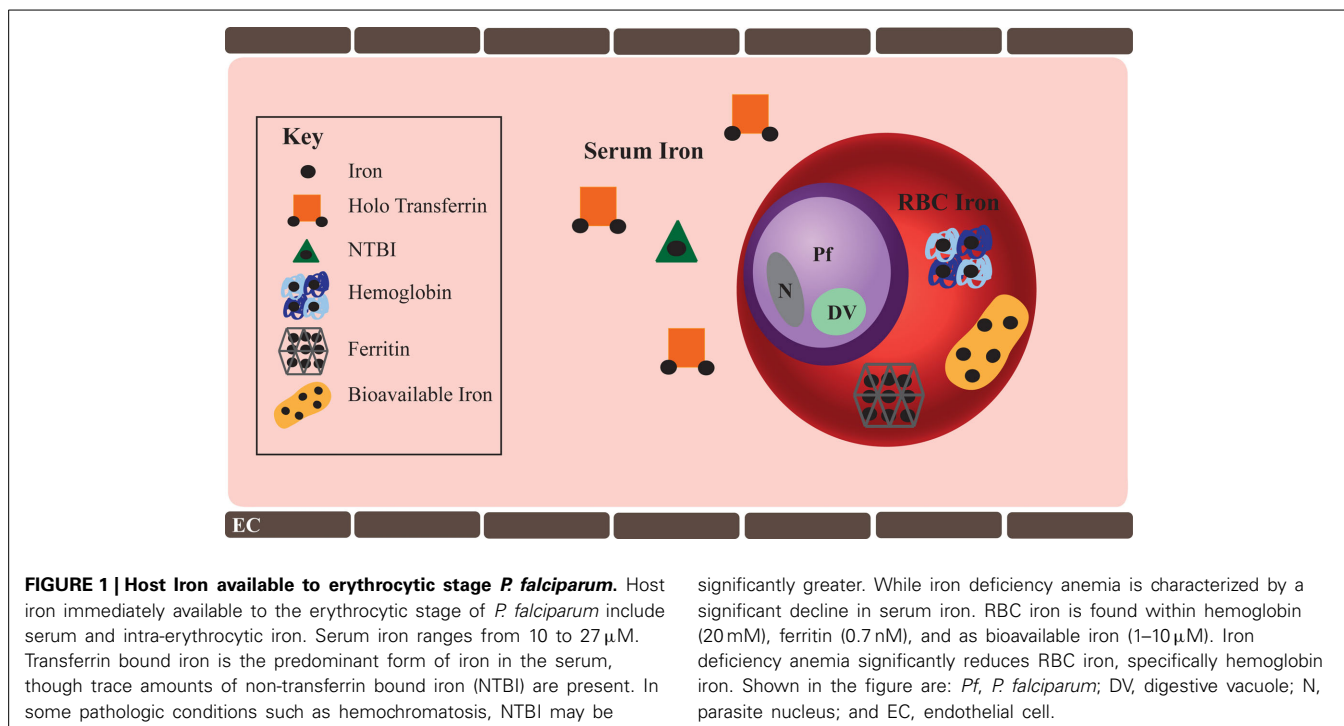 Key
Iron
Holo Transferrin
NTBI
Hemoglobin
Ferritin
Bioavailable Iron
Serum Iron
RBC Iron
Pf
N
DV
EC
FIGURE 1 | Host Iron available to erythrocytic stage P. falciparum. Host
iron immediately available to the erythrocytic stage of P. falciparum include
serum and intra-erythrocytic iron. Serum iron ranges from 10 to 27 μM.
Transferrin bound iron is the predominant form of iron in the serum,
though trace amounts of non-transferrin bound iron (NTBI) are present. In
some pathologic conditions such as hemochromatosis, NTBI may be
significantly greater. While iron deficiency anemia is characterized by a
significant decline in serum iron. RBC iron is found within hemoglobin
(20 mM), ferritin (0.7 nM), and as bioavailable iron (1–10 μM). Iron
deficiency anemia significantly reduces RBC iron, specifically hemoglobin
iron. Shown in the figure are: Pf, P. falciparum; DV, digestive vacuole; N,
parasite nucleus; and EC, endothelial cell.